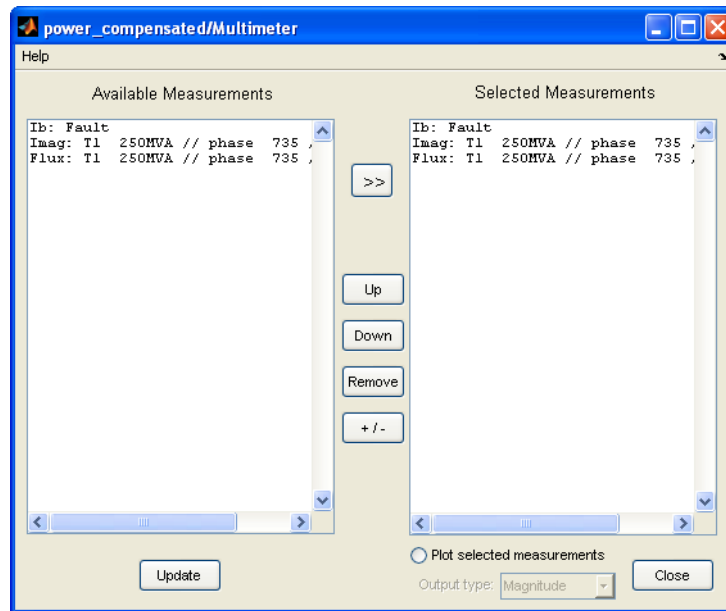 power_compensated/Multimeter
Help
Available Measurements
Selected Measurements
Ib: Fault
Imag: T1  250MVA // phase  735 ,
Flux: T1  250MVA // phase  735 ,
Ib: Fault
Imag: T1  250MVA // phase  735 ,
Flux: T1  250MVA // phase  735 ,
>>
Up
Down
Remove
+ / -
Plot selected measurements
Update
Output type: Magnitude
Close